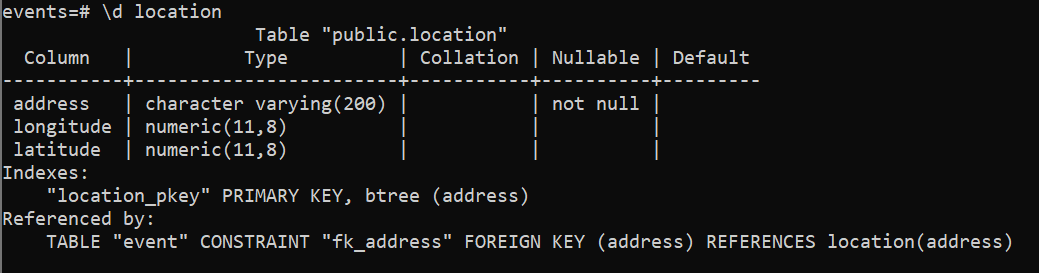 events=# \d location
                        Table "public.location"
  Column   |          Type          | Collation | Nullable | Default
-----------+------------------------+-----------+----------+---------
 address   | character varying(200) |           | not null |
 longitude | numeric(11,8)          |           |          |
 latitude  | numeric(11,8)          |           |          |
Indexes:
    "location_pkey" PRIMARY KEY, btree (address)
Referenced by:
    TABLE "event" CONSTRAINT "fk_address" FOREIGN KEY (address) REFERENCES location(address)